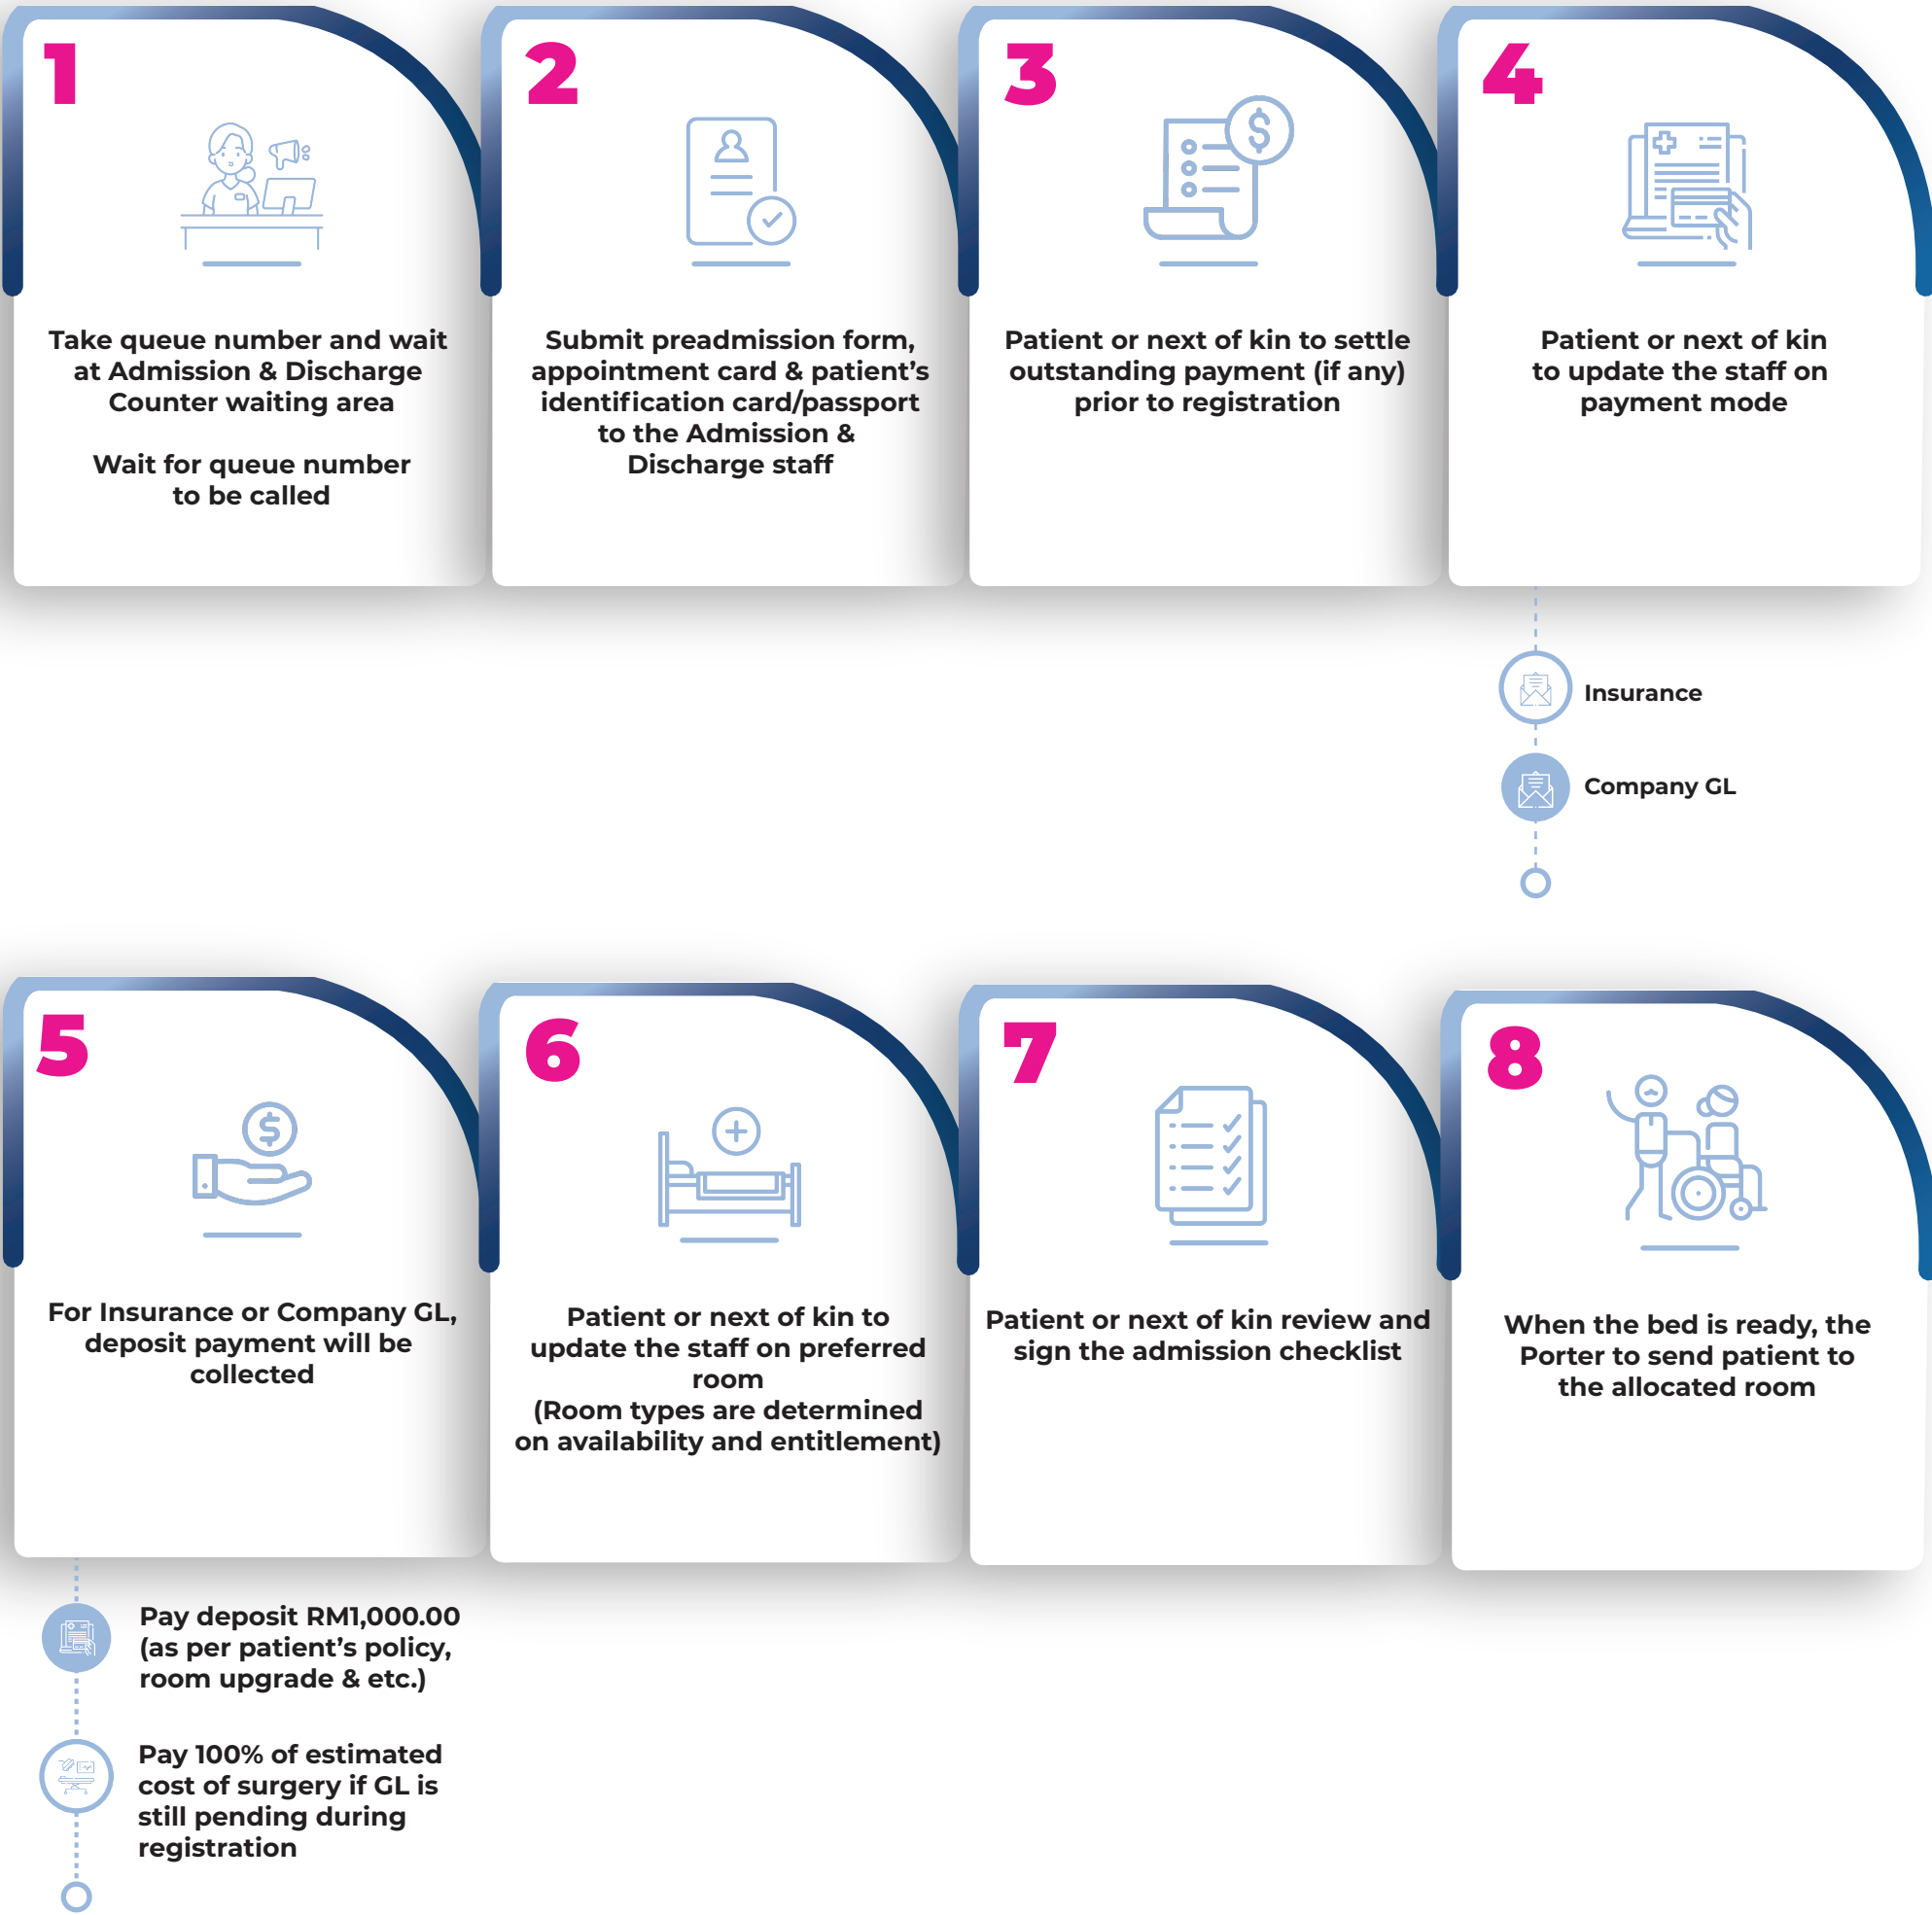 1
Take queue number and wait
at Admission & Discharge
Counter waiting area
Wait for queue number
to be called
2
Submit preadmission form,
appointment card & patient’s
identification card/passport
to the Admission &
Discharge staff
3
Patient or next of kin to settle
outstanding payment (if any)
prior to registration
4
Patient or next of kin
to update the staff on
payment mode
Insurance
Company GL
5
For Insurance or Company GL,
deposit payment will be
collected
Pay deposit RM1,000.00
(as per patient’s policy,
room upgrade & etc.)
Pay 100% of estimated
cost of surgery if GL is
still pending during
registration
6
Patient or next of kin to
update the staff on preferred
room
(Room types are determined
on availability and entitlement)
7
Patient or next of kin review and
sign the admission checklist
8
When the bed is ready, the
Porter to send patient to
the allocated room